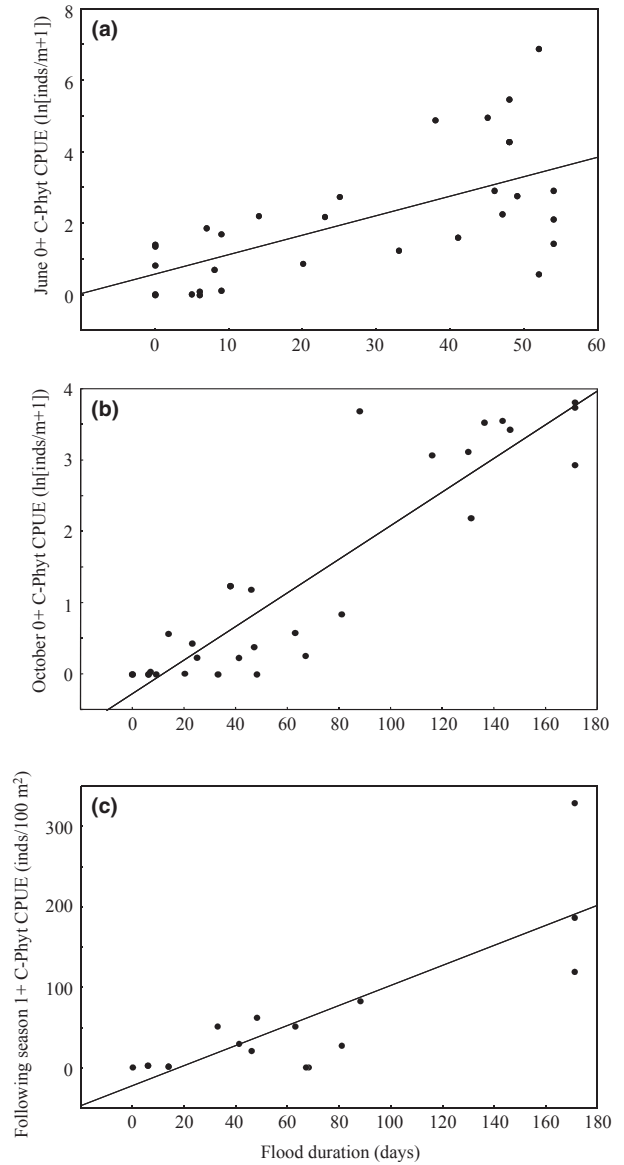 (a)
June 0+ C-Phyt CPUE (ln[inds/m+1])
8
6
4
2
0
0 10 20 30 40 50 60
(b)
October 0+ C-Phyt CPUE (ln[inds/m+1])
4
3
2
1
0
0 20 40 60 80 100 120 140 160 180
(c)
Following season 1+ C-Phyt CPUE (inds/100 m²)
300
200
100
0
0 20 40 60 80 100 120 140 160 180
Flood duration (days)